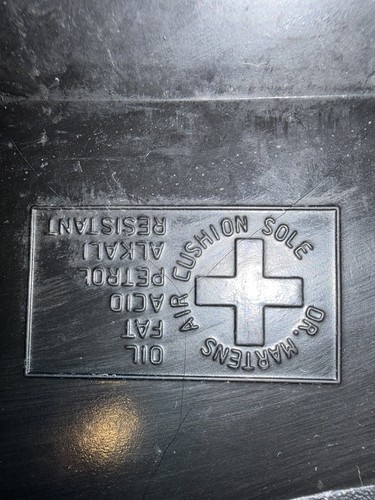 OIL
FAT
ACID
PETROL
ALKALI
RESISTANT
DR. MARTENS
AIR CUSHION SOLE